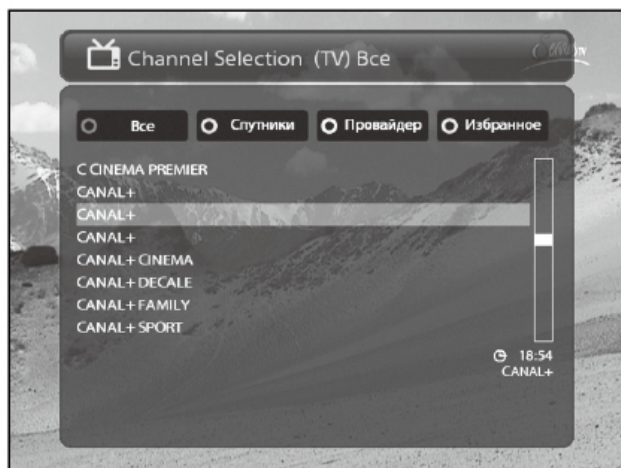 Channel Selection (TV) Все
Все Спутники Провайдер Избранное
C CINEMA PREMIER
CANAL+
CANAL+
CANAL+
CANAL+ CINEMA
CANAL+ DECALE
CANAL+ FAMILY
CANAL+ SPORT
18:54
CANAL+